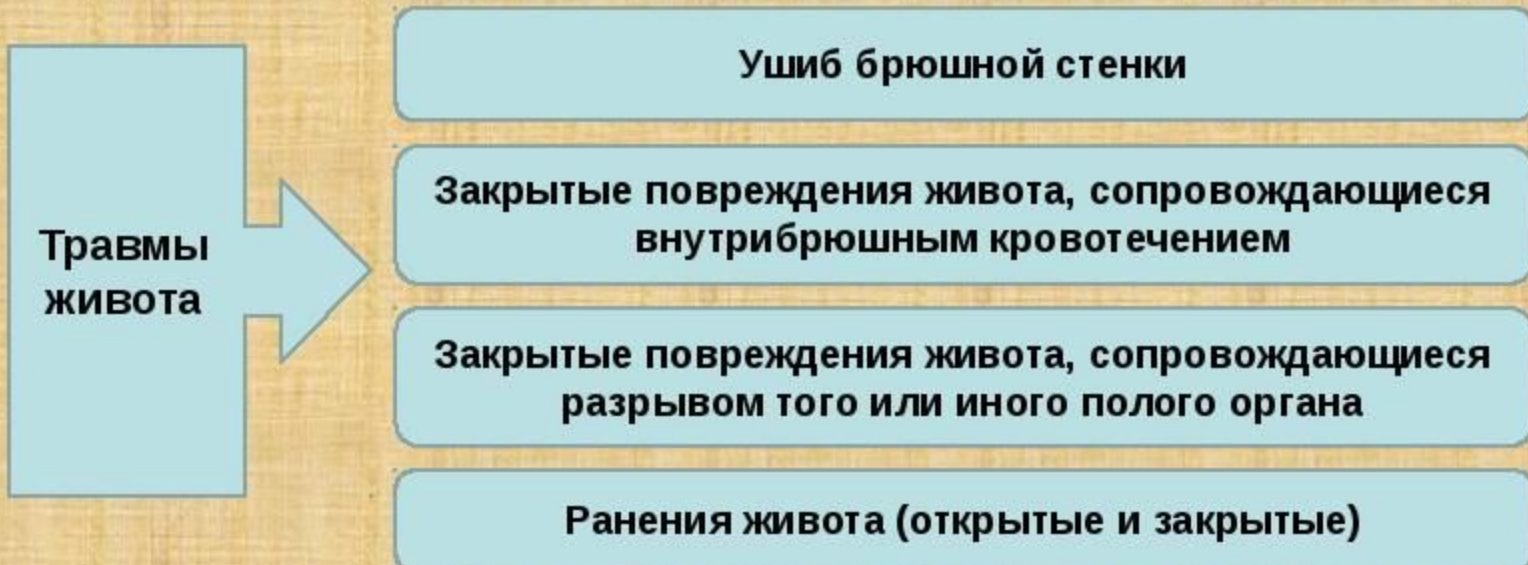 Травмы
живота
Ушиб брюшной стенки
Закрытые повреждения живота, сопровождающиеся
внутрибрюшным кровотечением
Закрытые повреждения живота, сопровождающиеся
разрывом того или иного полого органа
Ранения живота (открытые и закрытые)